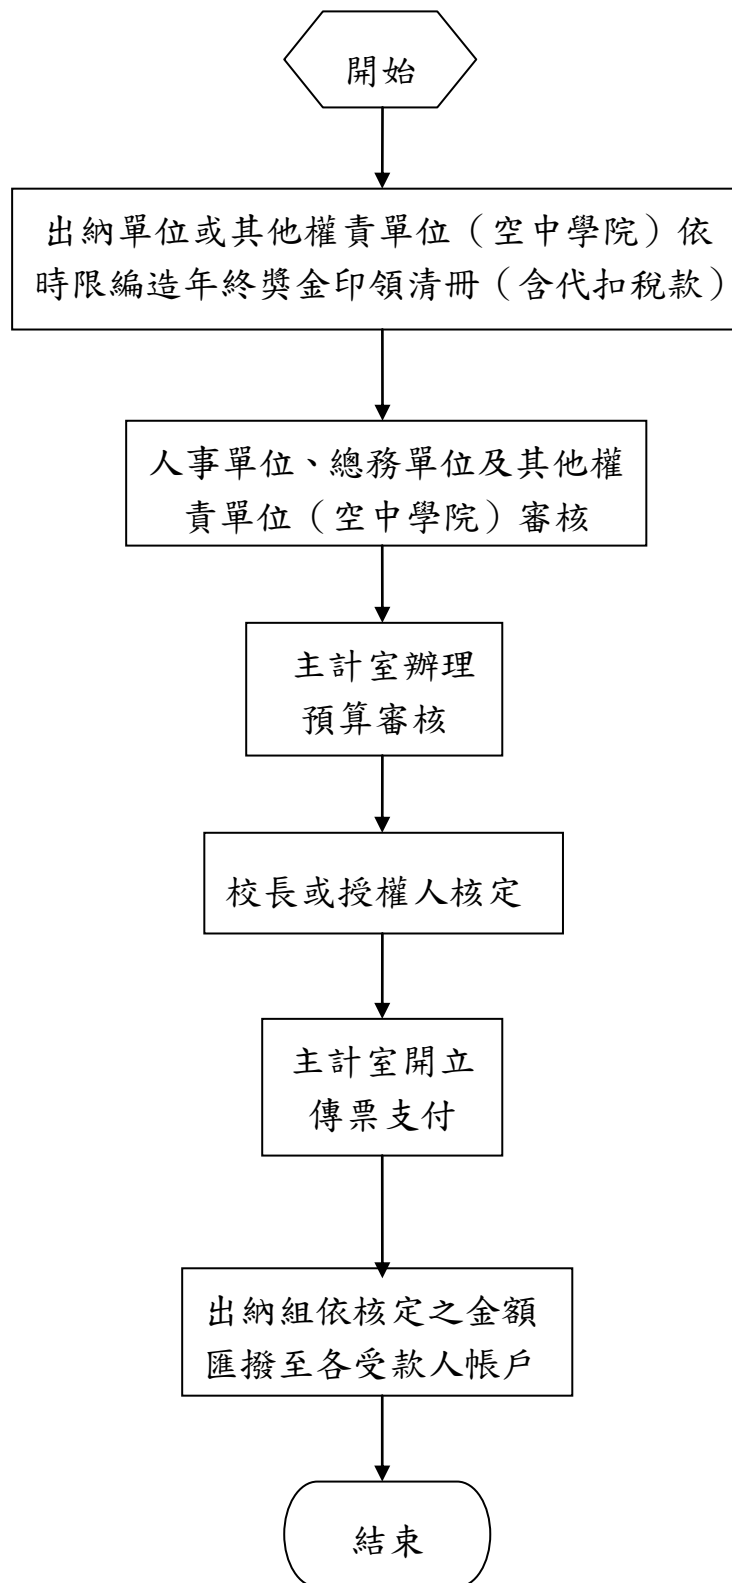 開始
出納單位或其他權責單位（空中學院）依
時限編造年終獎金印領清冊（含代扣稅款）
人事單位、總務單位及其他權
責單位（空中學院）審核
主計室辦理
預算審核
校長或授權人核定
主計室開立
傳票支付
出納組依核定之金額
匯撥至各受款人帳戶
結束